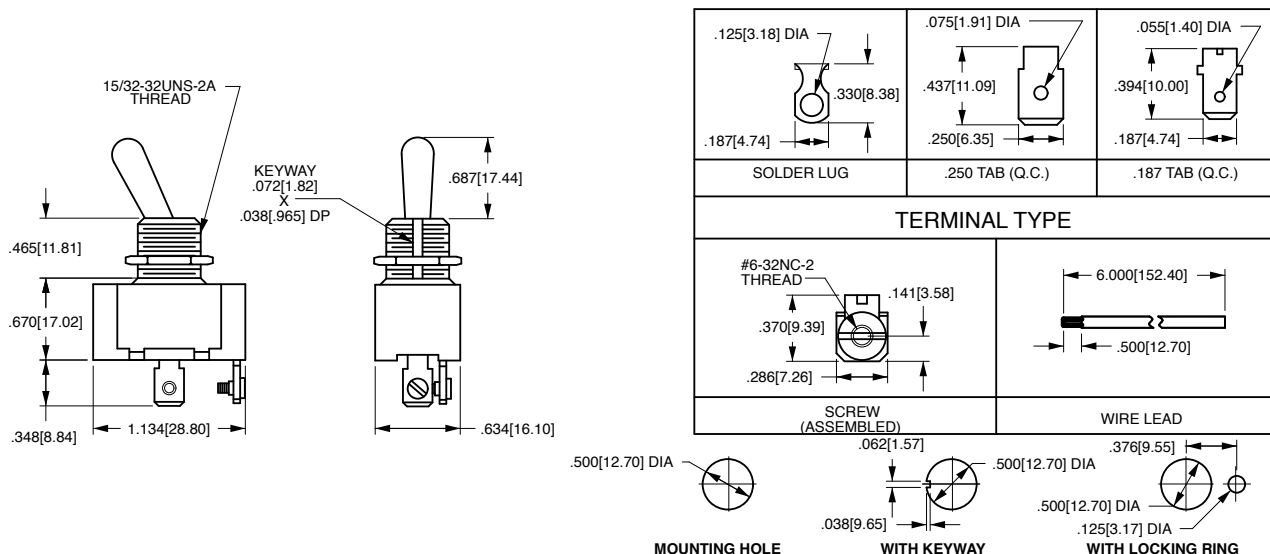 15/32-32UNS-2A
THREAD
.465[11.81]
.670[17.02]
.348[8.84]
1.134[28.80]
KEYWAY
.072[1.82]
X
.038[.965] DP
.687[17.44]
.634[16.10]
.125[3.18] DIA
.330[8.38]
.187[4.74]
SOLDER LUG
.075[1.91] DIA
.437[11.09]
.250[6.35]
.250 TAB (Q.C.)
.055[1.40] DIA
.394[10.00]
.187[4.74]
.187 TAB (Q.C.)
TERMINAL TYPE
#6-32NC-2
THREAD
.141[3.58]
.370[9.39]
.286[7.26]
SCREW
(ASSEMBLED)
6.000[152.40]
.500[12.70]
WIRE LEAD
.500[12.70] DIA
MOUNTING HOLE
.062[1.57]
.500[12.70] DIA
.038[9.65]
WITH KEYWAY
.376[9.55]
.500[12.70] DIA
.125[3.17] DIA
WITH LOCKING RING